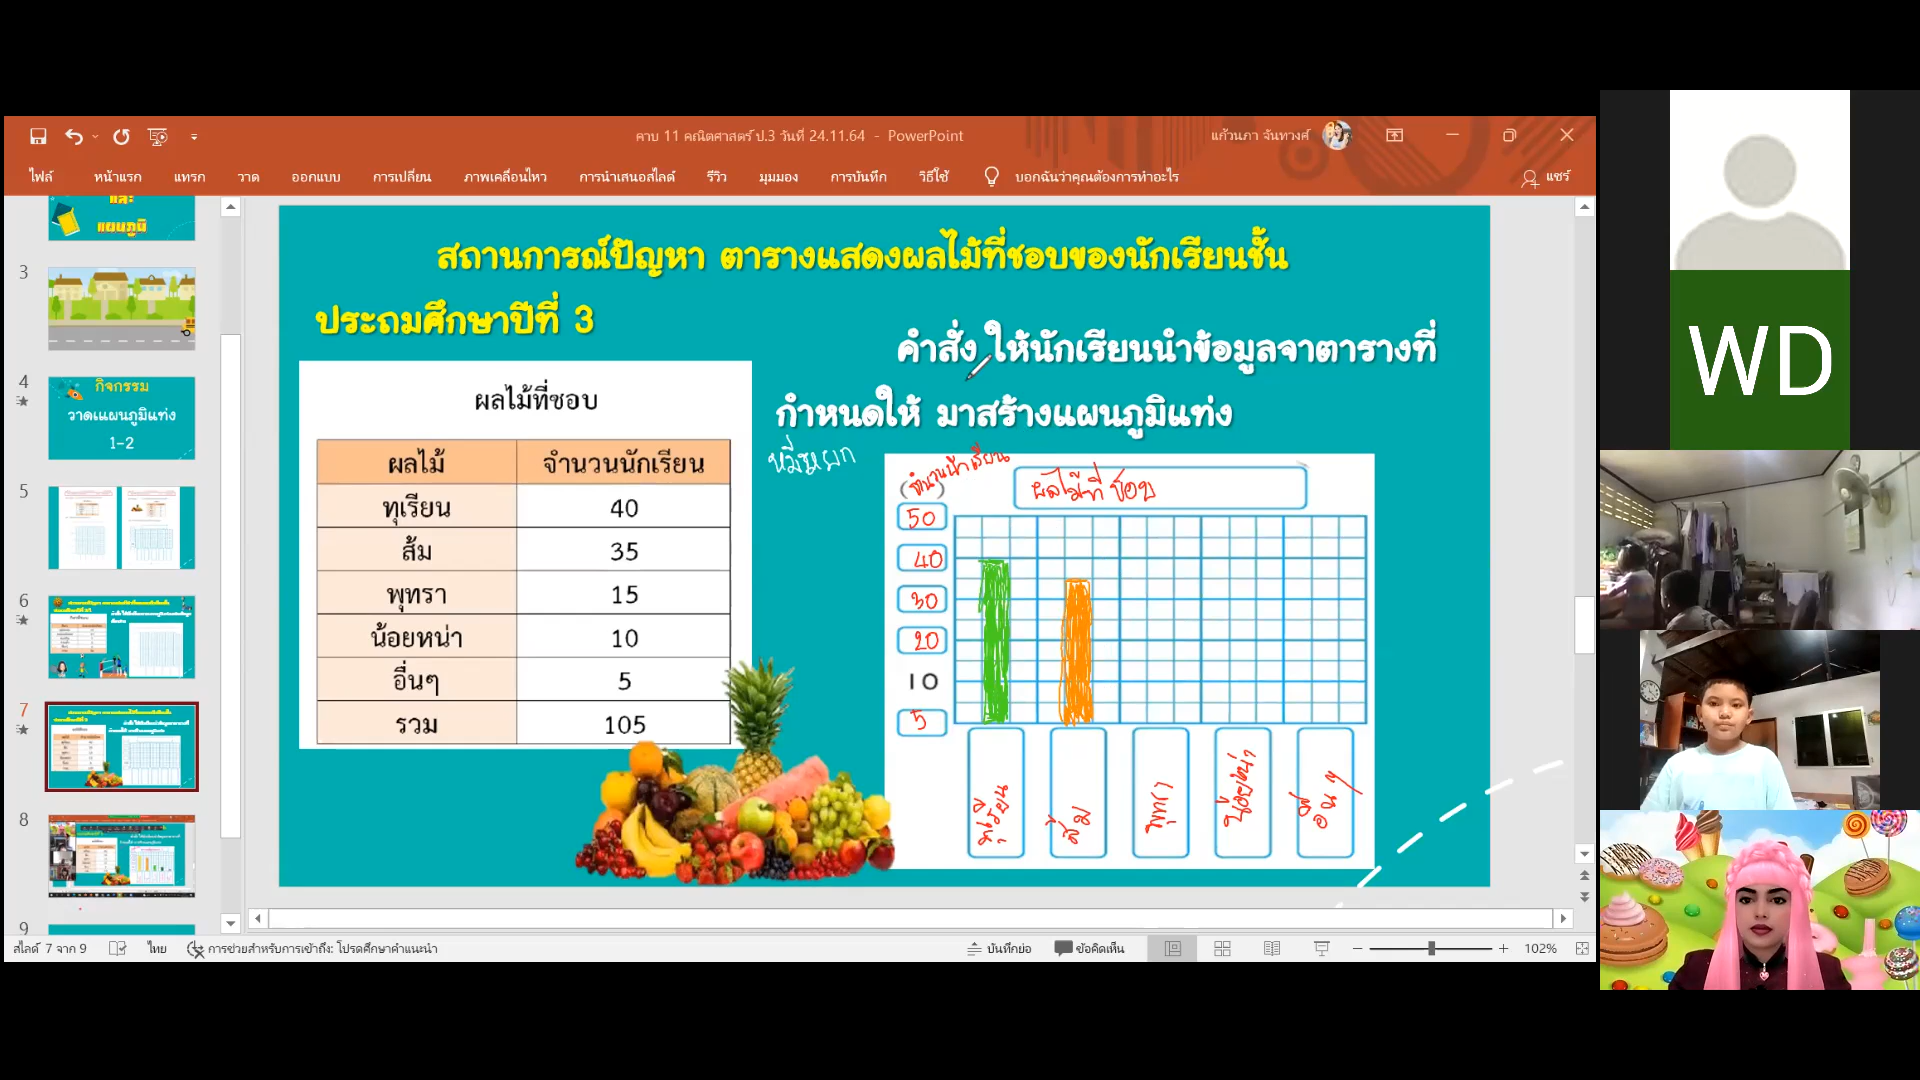 คาบ 11 คณิตศาสตร์ ป.3 วันที่ 24.11.64 - PowerPoint
แก้วนภา จันทวงศ์
ไฟล์ หน้าแรก แทรก วาด ออกแบบ การเปลี่ยน ภาพเคลื่อนไหว การนำเสนอสไลด์ รีวิว มุมมอง การบันทึก วิธีใช้ บอกฉันว่าคุณต้องการทำอะไร แชร์
และ
แผนภูมิ
3
4
กิจกรรม
วาดแผนภูมิแท่ง
1-2
5
6
7
8
9
สถานการณ์ปัญหา ตารางแสดงผลไม้ที่ชอบของนักเรียนชั้น
ประถมศึกษาปีที่ 3
คำสั่ง ให้นักเรียนนำข้อมูลจาตารางที่
กำหนดให้ มาสร้างแผนภูมิแท่ง
ผลไม้ที่ชอบ
ผลไม้ จำนวนนักเรียน
ทุเรียน 40
ส้ม 35
พุทรา 15
น้อยหน่า 10
อื่นๆ 5
รวม 105
(จำนวนนักเรียน)
ผลไม้ที่ชอบ
50
40
30
20
10
5
ทุเรียน ส้ม พุทรา น้อยหน่า อื่นๆ
WD
สไลด์ 7 จาก 9 ไทย การช่วยสำหรับการเข้าถึง: โปรดศึกษาคำแนะนำ บันทึกย่อ ข้อคิดเห็น 102%